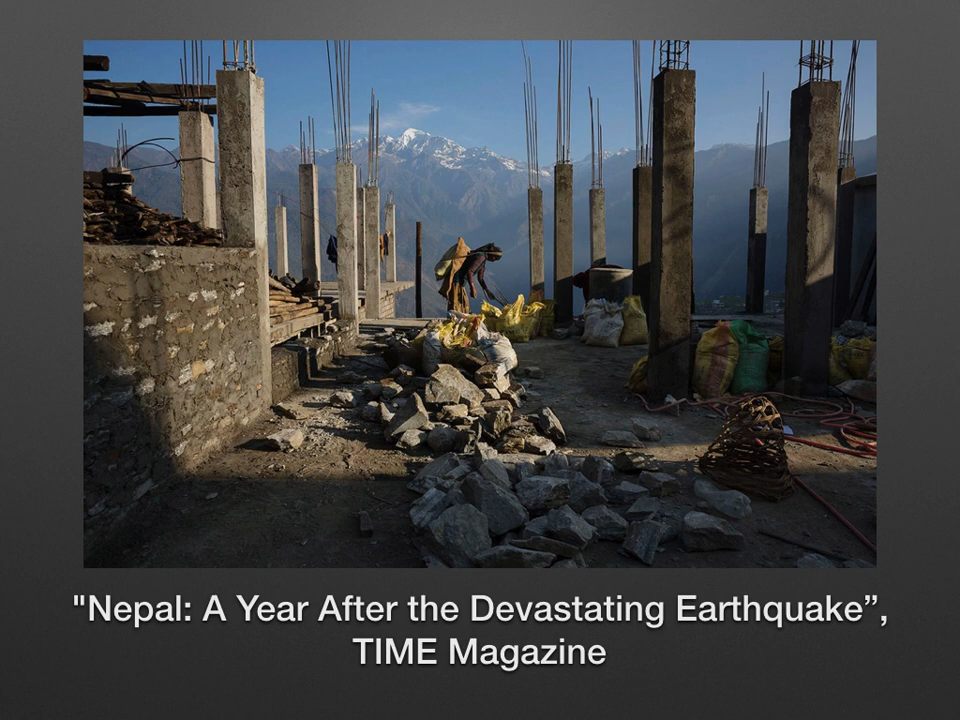 "Nepal: A Year After the Devastating Earthquake”,
TIME Magazine